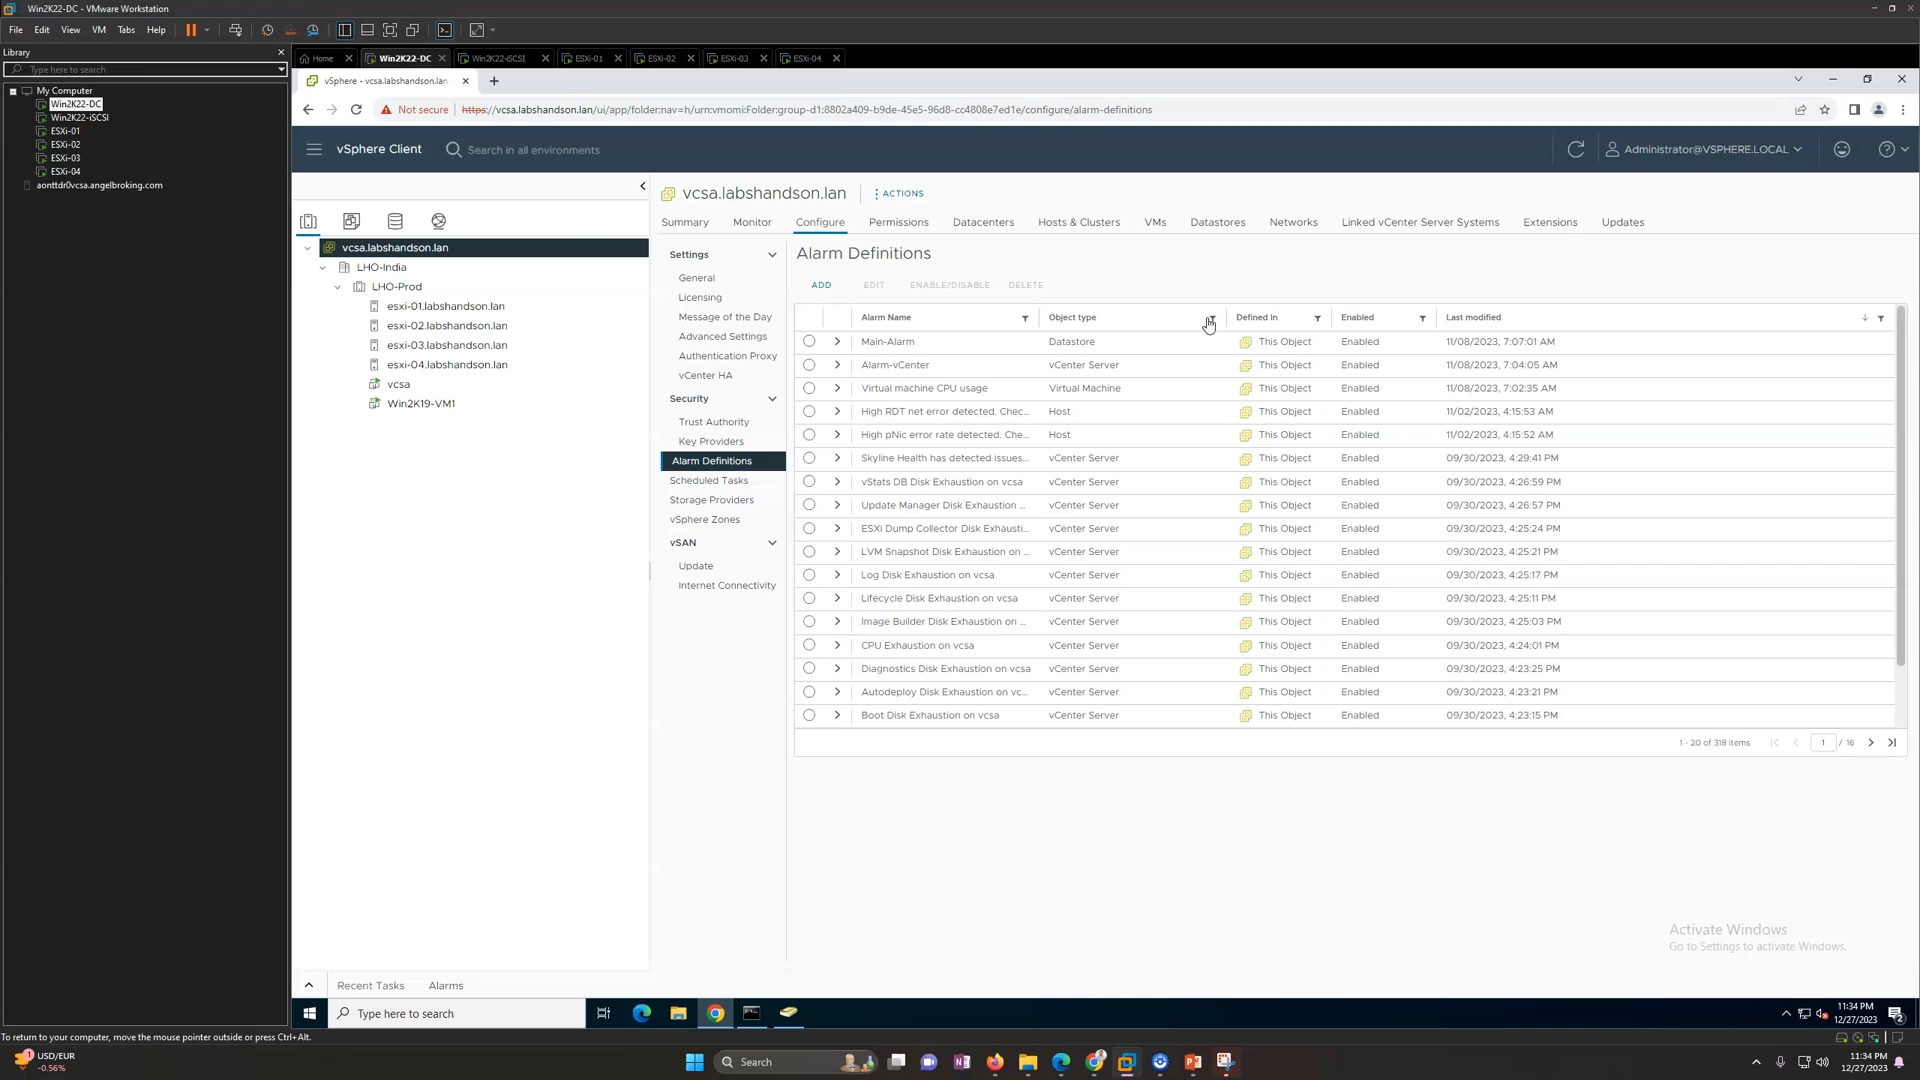 Win2K22-DC - VMware Workstation
File Edit View VM Tabs Help
Library
Type here to search
My Computer
Win2K22-DC
Win2K22-iSCSI
ESXi-01
ESXi-02
ESXi-03
ESXi-04
aonttdr0vcsa.angelbroking.com
Home Win2K22-DC Win2K22-iSCSI ESXi-01 ESXi-02 ESXi-03 ESXi-04
vSphere - vcsa.labshandson.lan
Not secure https://vcsa.labshandson.lan/ui/app/folder;nav=h/urn:vmomi:Folder:group-d1:8802a409-b9de-45e5-96d8-cc4808e7ed1e/configure/alarm-definitions
vSphere Client Search in all environments Administrator@VSPHERE.LOCAL
vcsa.labshandson.lan
LHO-India
LHO-Prod
esxi-01.labshandson.lan
esxi-02.labshandson.lan
esxi-03.labshandson.lan
esxi-04.labshandson.lan
vcsa
Win2K19-VM1
vcsa.labshandson.lan ACTIONS
Summary Monitor Configure Permissions Datacenters Hosts & Clusters VMs Datastores Networks Linked vCenter Server Systems Extensions Updates
Settings
General
Licensing
Message of the Day
Advanced Settings
Authentication Proxy
vCenter HA
Security
Trust Authority
Key Providers
Alarm Definitions
Scheduled Tasks
Storage Providers
vSphere Zones
vSAN
Update
Internet Connectivity
Alarm Definitions
ADD EDIT ENABLE/DISABLE DELETE
Alarm Name Object type Defined In Enabled Last modified
Main-Alarm Datastore This Object Enabled 11/08/2023, 7:07:01 AM
Alarm-vCenter vCenter Server This Object Enabled 11/08/2023, 7:04:05 AM
Virtual machine CPU usage Virtual Machine This Object Enabled 11/08/2023, 7:02:35 AM
High RDT net error detected. Chec... Host This Object Enabled 11/02/2023, 4:15:53 AM
High pNic error rate detected. Che... Host This Object Enabled 11/02/2023, 4:15:52 AM
Skyline Health has detected issues... vCenter Server This Object Enabled 09/30/2023, 4:29:41 PM
vStats DB Disk Exhaustion on vcsa vCenter Server This Object Enabled 09/30/2023, 4:26:59 PM
Update Manager Disk Exhaustion ... vCenter Server This Object Enabled 09/30/2023, 4:26:57 PM
ESXi Dump Collector Disk Exhausti... vCenter Server This Object Enabled 09/30/2023, 4:25:24 PM
LVM Snapshot Disk Exhaustion on ... vCenter Server This Object Enabled 09/30/2023, 4:25:21 PM
Log Disk Exhaustion on vcsa vCenter Server This Object Enabled 09/30/2023, 4:25:17 PM
Lifecycle Disk Exhaustion on vcsa vCenter Server This Object Enabled 09/30/2023, 4:25:11 PM
Image Builder Disk Exhaustion on ... vCenter Server This Object Enabled 09/30/2023, 4:25:03 PM
CPU Exhaustion on vcsa vCenter Server This Object Enabled 09/30/2023, 4:24:01 PM
Diagnostics Disk Exhaustion on vcsa vCenter Server This Object Enabled 09/30/2023, 4:23:25 PM
Autodeploy Disk Exhaustion on vc... vCenter Server This Object Enabled 09/30/2023, 4:23:21 PM
Boot Disk Exhaustion on vcsa vCenter Server This Object Enabled 09/30/2023, 4:23:15 PM
1 - 20 of 318 items 1 / 16
Activate Windows
Go to Settings to activate Windows.
Recent Tasks Alarms
Type here to search
11:34 PM
12/27/2023
2
To return to your computer, move the mouse pointer outside or press Ctrl+Alt.
1
USD/EUR
-0.56%
Search
11:34 PM
12/27/2023